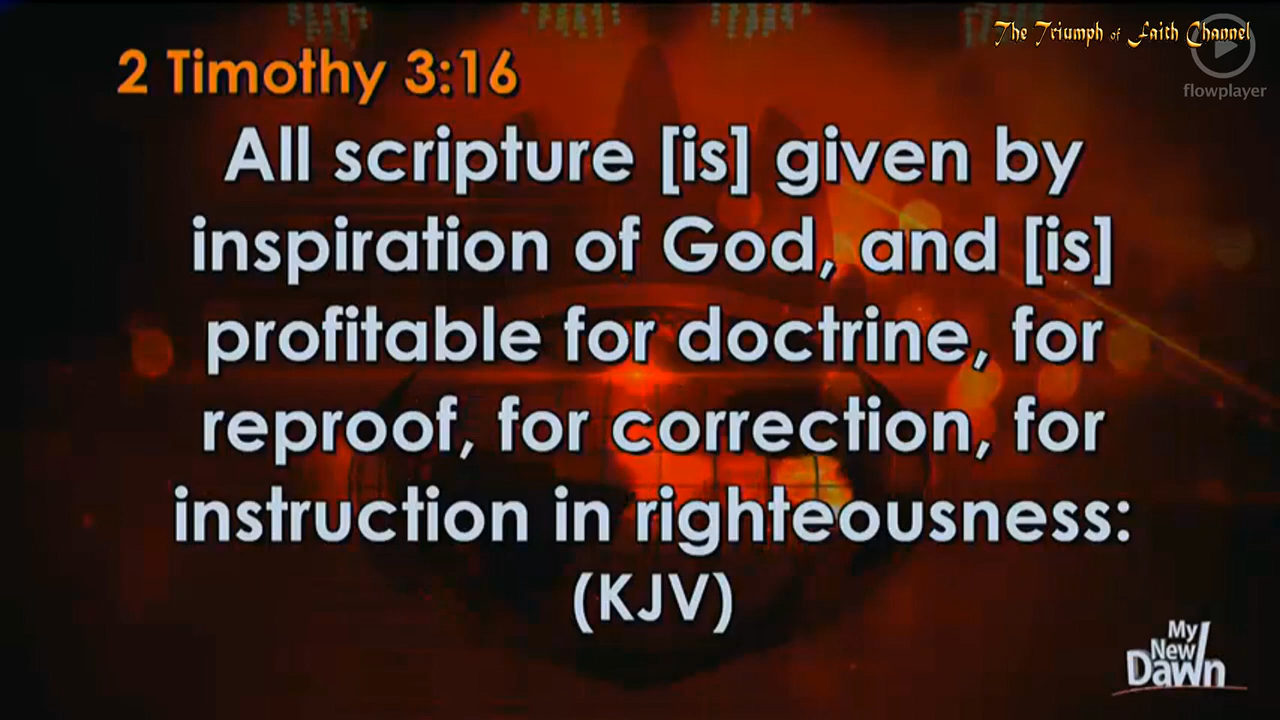 The Triumph of Faith Channel
flowplayer
2 Timothy 3:16
All scripture [is] given by
inspiration of God, and [is]
profitable for doctrine, for
reproof, for correction, for
instruction in righteousness:
(KJV)
My
New
Dawn